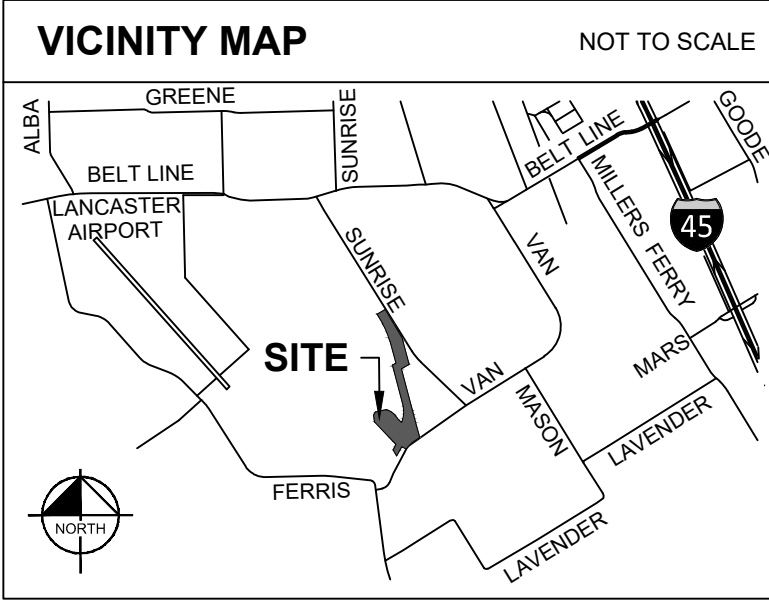 VICINITY MAP
NOT TO SCALE
ALBA
GREENE
SUNRISE
GOODE
BELT LINE
BELT LINE
LANCASTER
AIRPORT
MILLERS FERRY
45
SUNRISE
VAN
SITE
VAN
MARS
MASON
LAVENDER
FERRIS
NORTH
LAVENDER